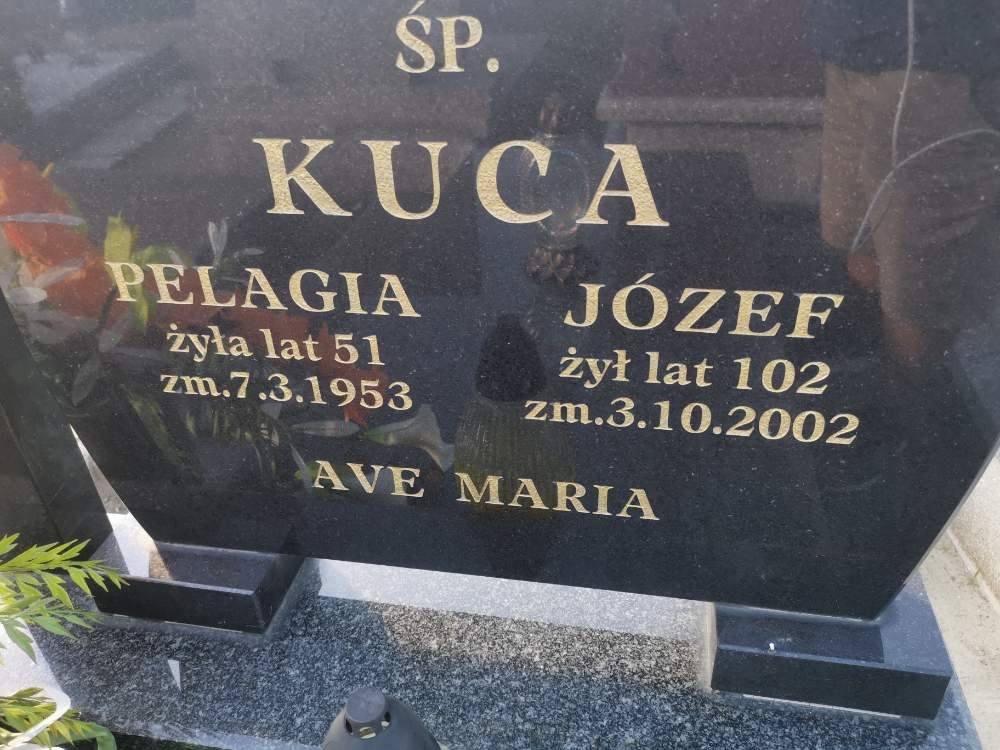 ŚP.
KUCA
PELAGIA
żyła lat 51
zm.7.3.1953
JÓZEF
żył lat 102
zm.3.10.2002
AVE MARIA